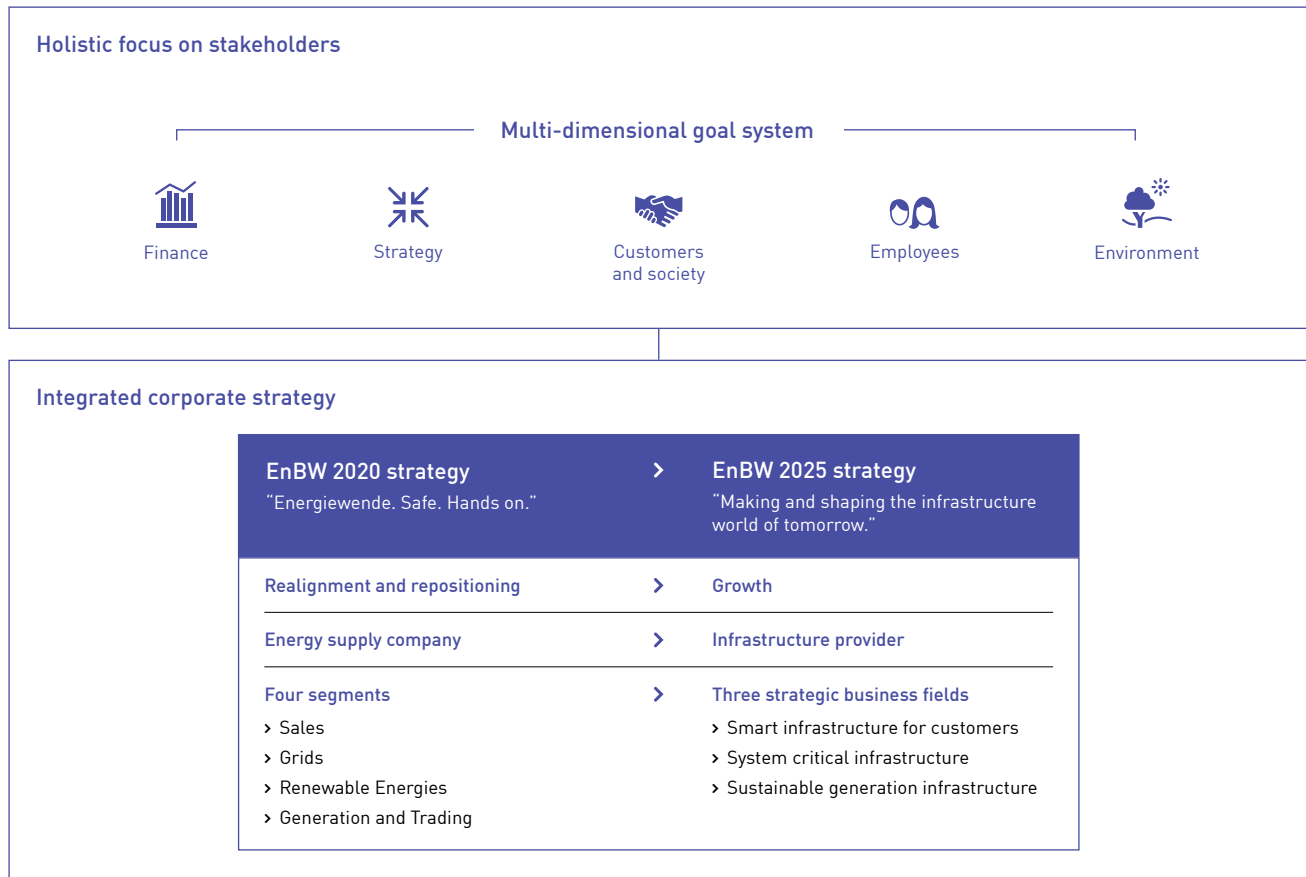 Holistic focus on stakeholders
Multi-dimensional goal system
Finance
Strategy
Customers
and society
Employees
Environment
Integrated corporate strategy
EnBW 2020 strategy
“Energiewende. Safe. Hands on.”
EnBW 2025 strategy
“Making and shaping the infrastructure
world of tomorrow.”
Realignment and repositioning
Growth
Energy supply company
Infrastructure provider
Four segments
Sales
Grids
Renewable Energies
Generation and Trading
Three strategic business fields
Smart infrastructure for customers
System critical infrastructure
Sustainable generation infrastructure